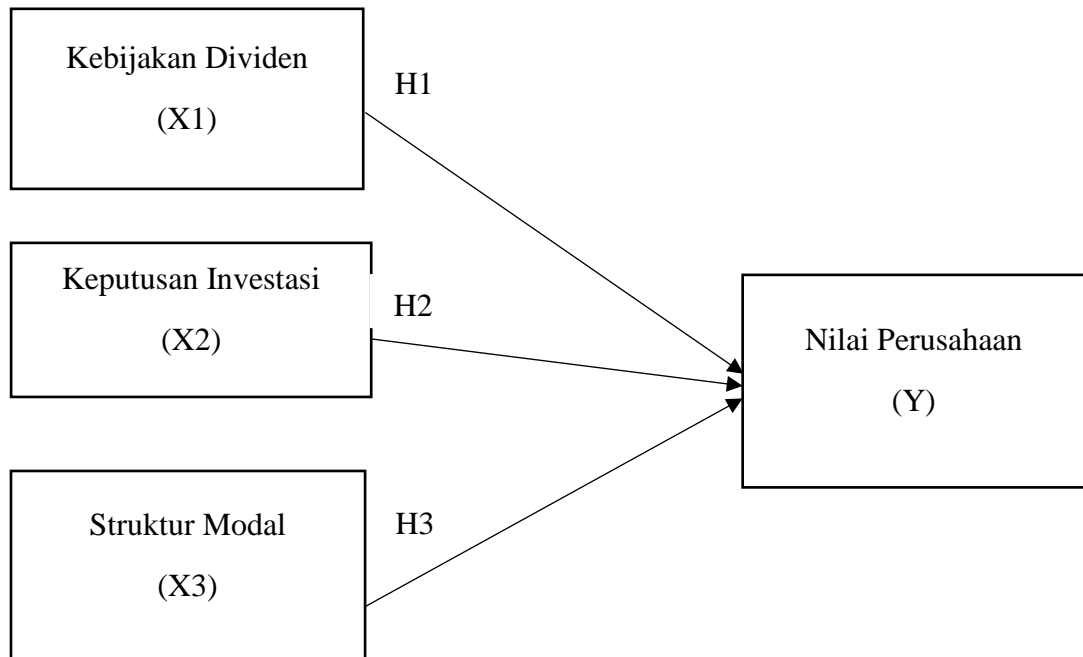 Kebijakan Dividen
(X1)
H1
Keputusan Investasi
(X2)
H2
Struktur Modal
(X3)
H3
Nilai Perusahaan
(Y)